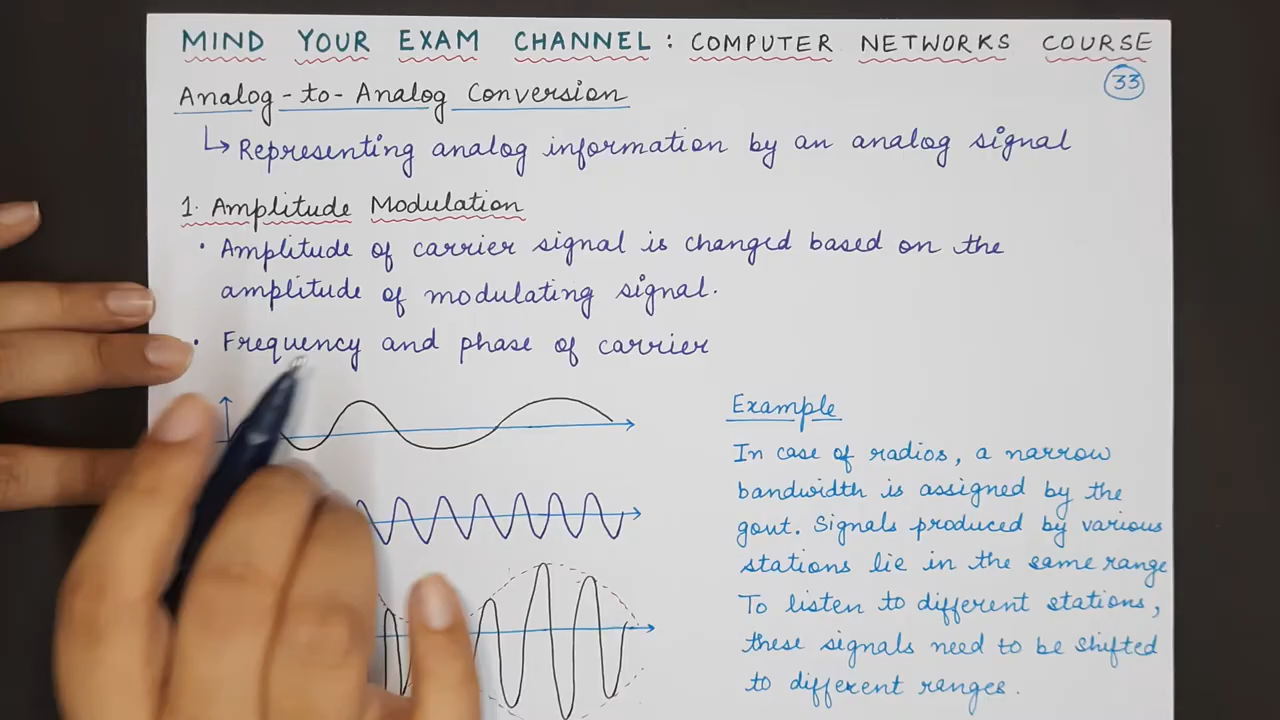 MIND YOUR EXAM CHANNEL : COMPUTER NETWORKS COURSE
33
Analog-to-Analog Conversion
↳ Representing analog information by an analog signal
1. Amplitude Modulation
• Amplitude of carrier signal is changed based on the
amplitude of modulating signal.
• Frequency and phase of carrier
Example
In case of radios, a narrow
bandwidth is assigned by the
govt. Signals produced by various
stations lie in the same range
To listen to different stations,
these signals need to be shifted
to different ranges.